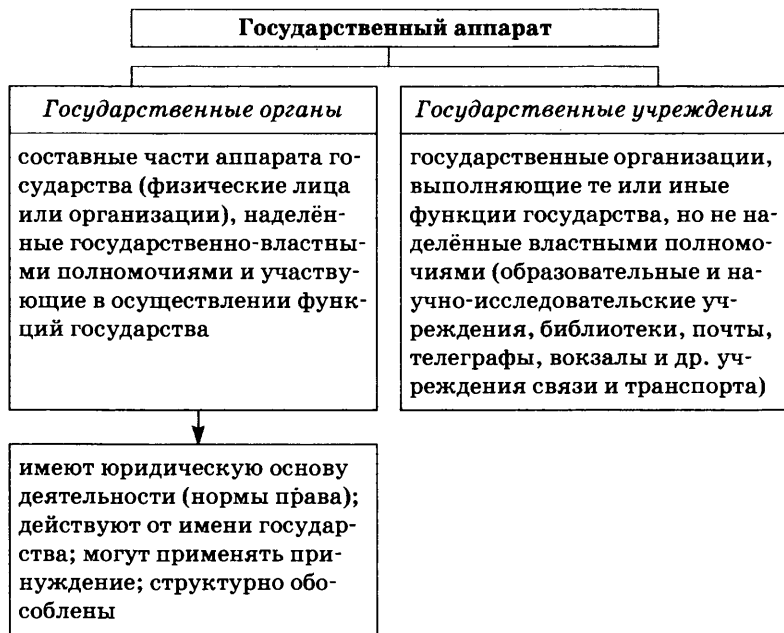 Государственный аппарат
Государственные органы
составные части аппарата го-
сударства (физические лица
или организации), наделён-
ные государственно-властны-
ми полномочиями и участву-
ющие в осуществлении функ-
ций государства
Государственные учреждения
государственные организации,
выполняющие те или иные
функции государства, но не на-
делённые властными полномо-
чиями (образовательные и на-
учно-исследовательские уч-
реждения, библиотеки, почты,
телеграфы, вокзалы и др. уч-
реждения связи и транспорта)
имеют юридическую основу
деятельности (нормы права);
действуют от имени государ-
ства; могут применять при-
нуждение; структурно обо-
соблены